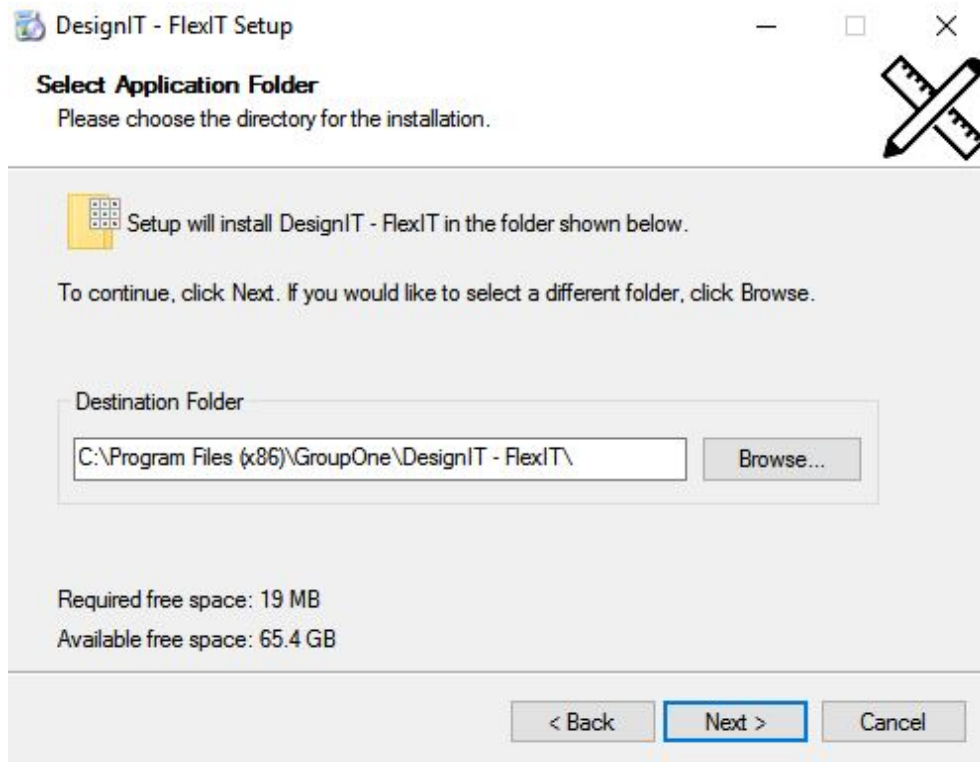 DesignIT - FlexIT Setup
Select Application Folder
Please choose the directory for the installation.
Setup will install DesignIT - FlexIT in the folder shown below.
To continue, click Next. If you would like to select a different folder, click Browse.
Destination Folder
C:\Program Files (x86)\GroupOne\DesignIT - FlexIT\
Browse...
Required free space: 19 MB
Available free space: 65.4 GB
< Back
Next >
Cancel